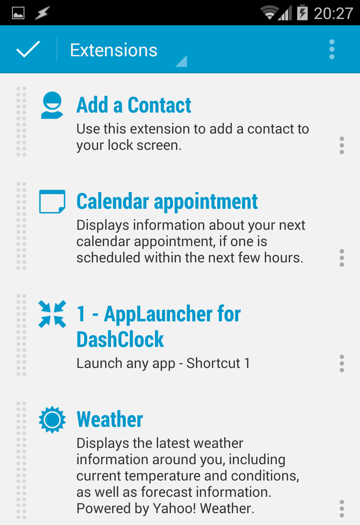 20:27
Extensions
Add a Contact
Use this extension to add a contact to
your lock screen.
Calendar appointment
Displays information about your next
calendar appointment, if one is
scheduled within the next few hours.
1 - AppLauncher for
DashClock
Launch any app - Shortcut 1
Weather
Displays the latest weather
information around you, including
current temperature and conditions,
as well as forecast information.
Powered by Yahoo! Weather.